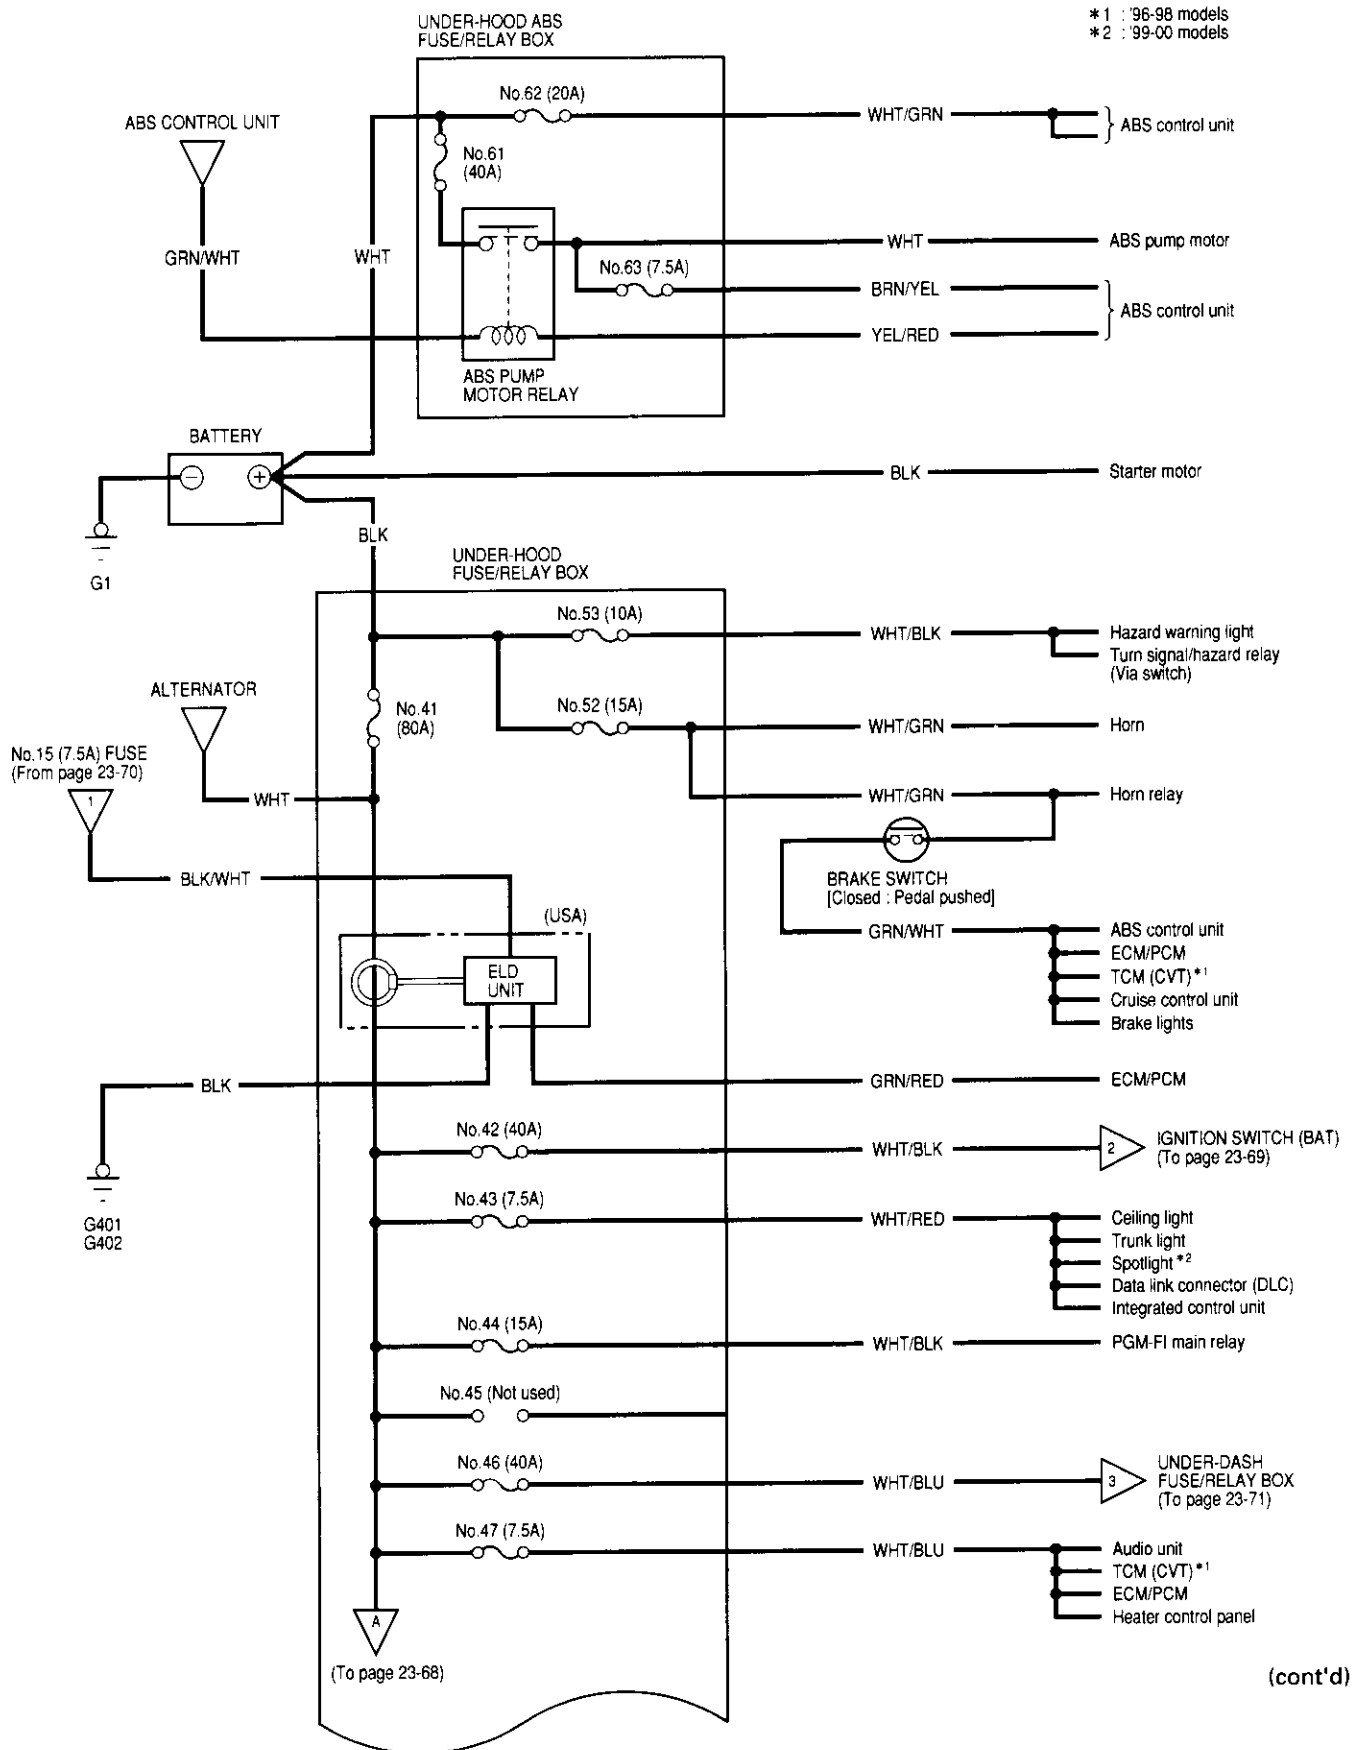 *1 : '96-98 models
*2 : '99-00 models
UNDER-HOOD ABS
FUSE/RELAY BOX
No.62 (20A)
WHT/GRN
ABS control unit
ABS CONTROL UNIT
No.61
(40A)
GRN/WHT
WHT
WHT
ABS pump motor
No.63 (7.5A)
BRN/YEL
ABS control unit
YEL/RED
ABS PUMP
MOTOR RELAY
BATTERY
− +
BLK
Starter motor
G1
BLK
UNDER-HOOD
FUSE/RELAY BOX
No.53 (10A)
WHT/BLK
Hazard warning light
Turn signal/hazard relay
(Via switch)
ALTERNATOR
No.41
(80A)
No.52 (15A)
WHT/GRN
Horn
No.15 (7.5A) FUSE
(From page 23-70)
1
WHT
WHT/GRN
Horn relay
BRAKE SWITCH
[Closed : Pedal pushed]
BLK/WHT
(USA)
GRN/WHT
ABS control unit
ECM/PCM
TCM (CVT) *1
Cruise control unit
Brake lights
ELD
UNIT
BLK
GRN/RED
ECM/PCM
G401
G402
No.42 (40A)
WHT/BLK
2
IGNITION SWITCH (BAT)
(To page 23-69)
No.43 (7.5A)
WHT/RED
Ceiling light
Trunk light
Spotlight *2
Data link connector (DLC)
Integrated control unit
No.44 (15A)
WHT/BLK
PGM-FI main relay
No.45 (Not used)
No.46 (40A)
WHT/BLU
3
UNDER-DASH
FUSE/RELAY BOX
(To page 23-71)
No.47 (7.5A)
WHT/BLU
Audio unit
TCM (CVT) *1
ECM/PCM
Heater control panel
A
(To page 23-68)
(cont'd)